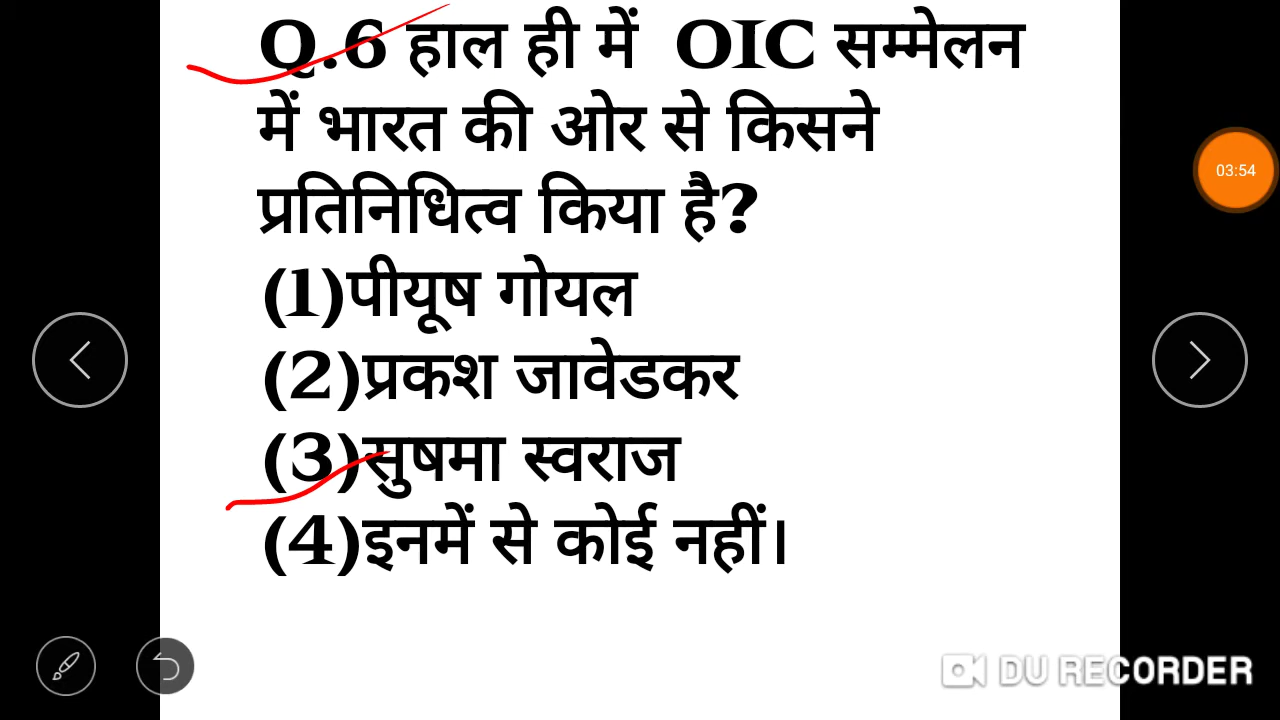 Q.6 हाल ही में OIC सम्मेलन
में भारत की ओर से किसने
प्रतिनिधित्व किया है?
(1)पीयूष गोयल
(2)प्रकश जावेडकर
(3)सुषमा स्वराज
(4)इनमें से कोई नहीं।
03:54
DU RECORDER